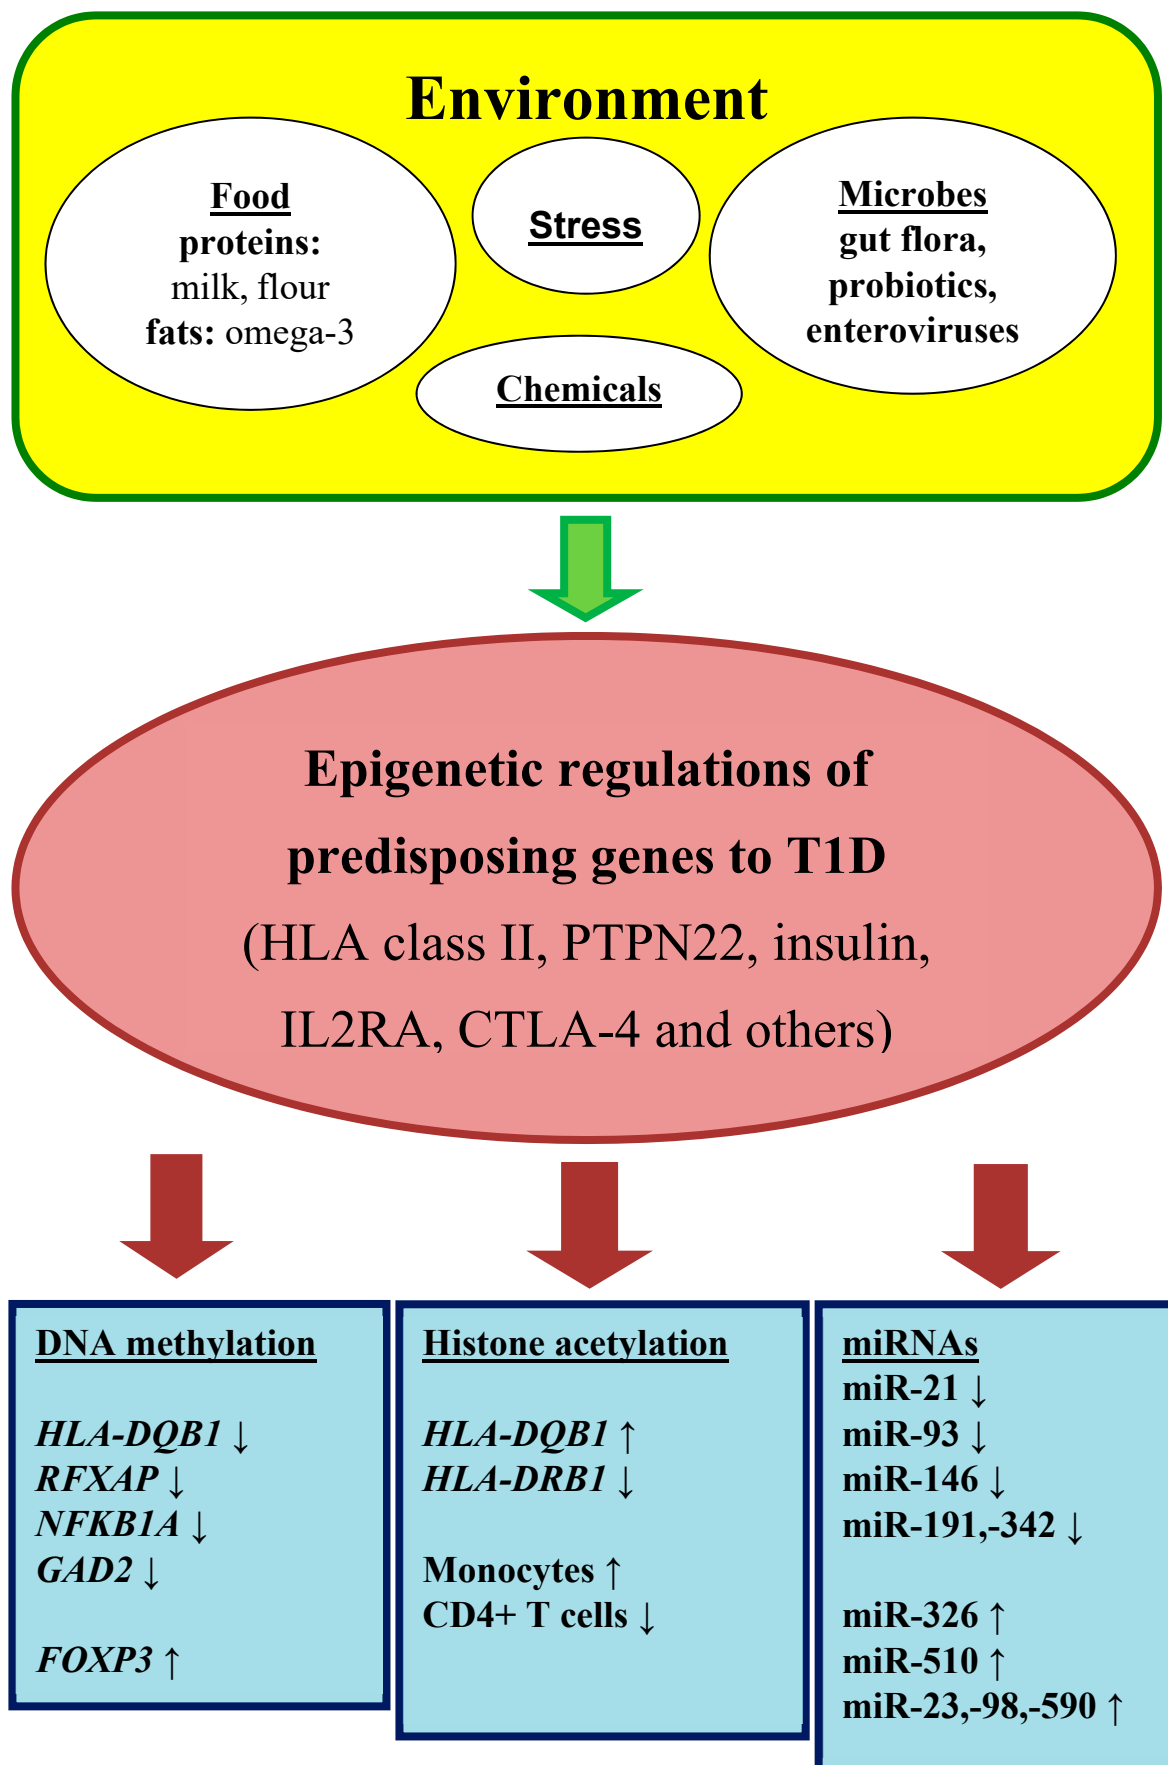 Environment
Food
proteins:
milk, flour
fats: omega-3
Stress
Microbes
gut flora,
probiotics,
enteroviruses
Chemicals
Epigenetic regulations of
predisposing genes to T1D
(HLA class II, PTPN22, insulin,
IL2RA, CTLA-4 and others)
DNA methylation
HLA-DQB1 ↓
RFXAP ↓
NFKB1A ↓
GAD2 ↓
FOXP3 ↑
Histone acetylation
HLA-DQB1 ↑
HLA-DRB1 ↓
Monocytes ↑
CD4+ T cells ↓
miRNAs
miR-21 ↓
miR-93 ↓
miR-146 ↓
miR-191,-342 ↓
miR-326 ↑
miR-510 ↑
miR-23,-98,-590 ↑